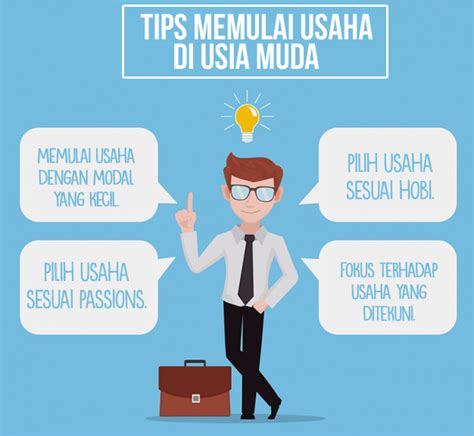 TIPS MEMULAI USAHA
DI USIA MUDA
MEMULAI USAHA
DENGAN MODAL
YANG KECIL.
PILIH USAHA
SESUAI HOBI.
PILIH USAHA
SESUAI PASSIONS.
FOKUS TERHADAP
USAHA YANG
DITEKUNI.